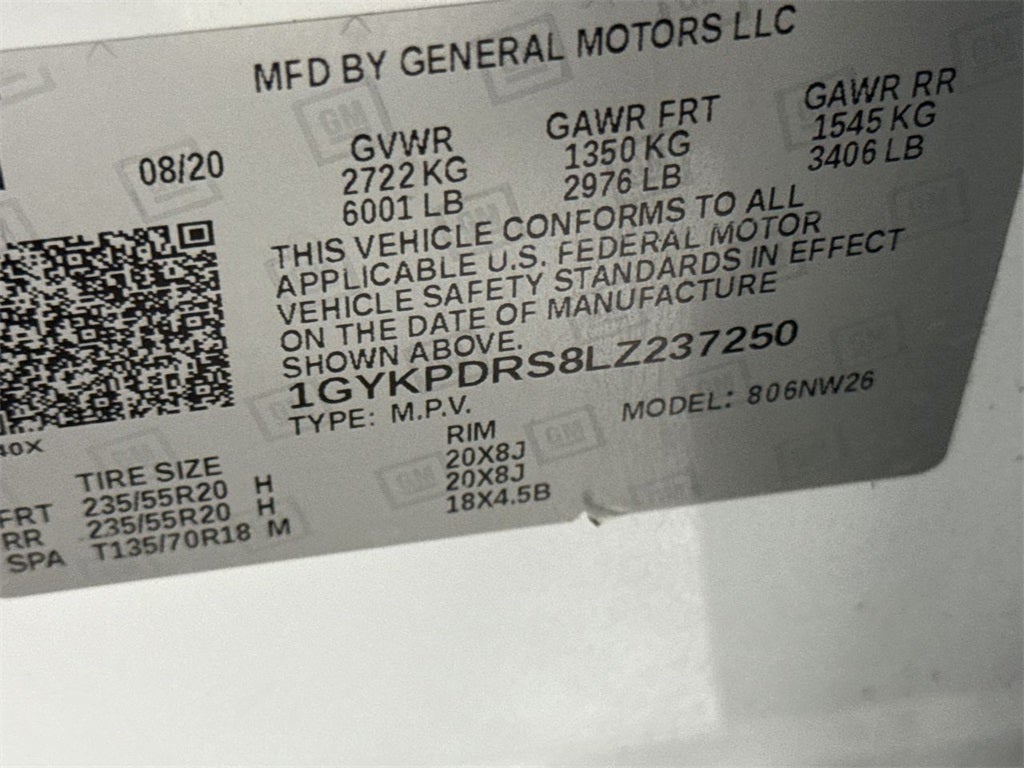 MFD BY GENERAL MOTORS LLC
08/20
GVWR
2722 KG
6001 LB
GAWR FRT
1350 KG
2976 LB
GAWR RR
1545 KG
3406 LB
THIS VEHICLE CONFORMS TO ALL
APPLICABLE U.S. FEDERAL MOTOR
VEHICLE SAFETY STANDARDS IN EFFECT
ON THE DATE OF MANUFACTURE
SHOWN ABOVE.
1GYKPDRS8LZ237250
TYPE: M.P.V. MODEL: 806NW26
40X
TIRE SIZE RIM
FRT 235/55R20 H 20X8J
RR 235/55R20 H 20X8J
SPA T135/70R18 M 18X4.5B